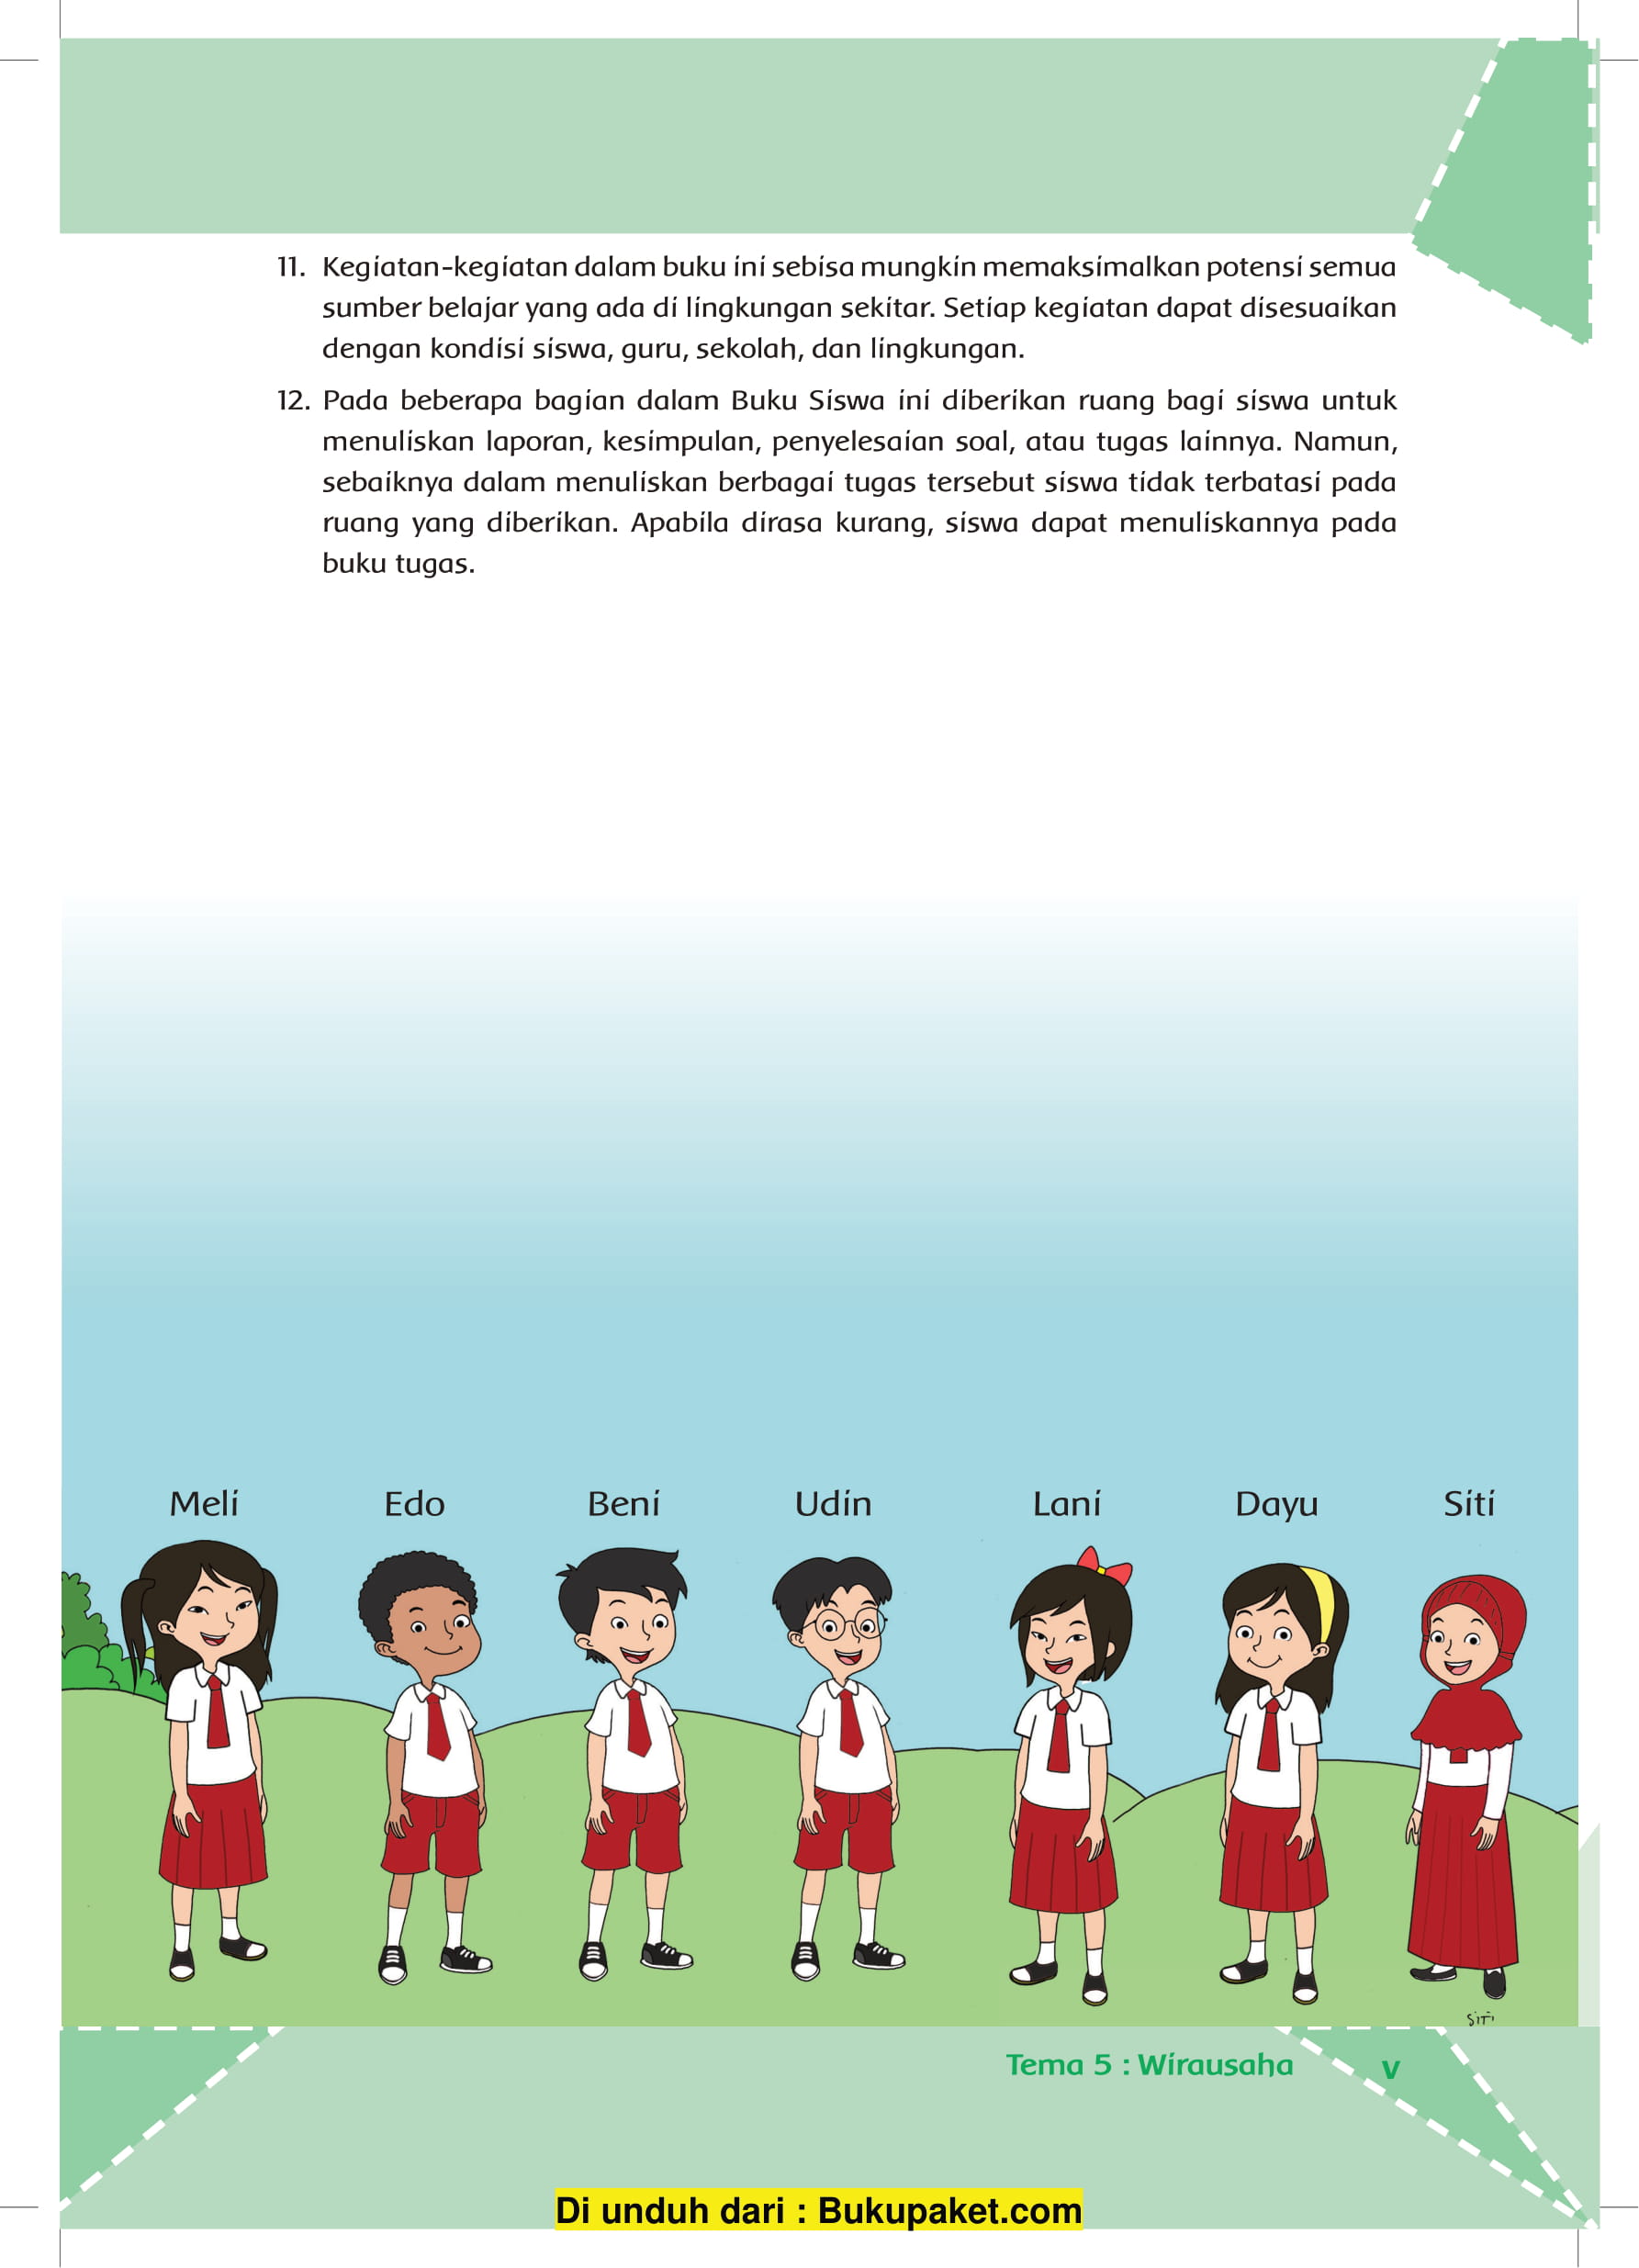 11. Kegiatan-kegiatan dalam buku ini sebisa mungkin memaksimalkan potensi semua
sumber belajar yang ada di lingkungan sekitar. Setiap kegiatan dapat disesuaikan
dengan kondisi siswa, guru, sekolah, dan lingkungan.
12. Pada beberapa bagian dalam Buku Siswa ini diberikan ruang bagi siswa untuk
menuliskan laporan, kesimpulan, penyelesaian soal, atau tugas lainnya. Namun,
sebaiknya dalam menuliskan berbagai tugas tersebut siswa tidak terbatasi pada
ruang yang diberikan. Apabila dirasa kurang, siswa dapat menuliskannya pada
buku tugas.
Meli Edo Beni Udin Lani Dayu Siti
SiTi
Tema 5 : Wirausaha v
Di unduh dari : Bukupaket.com